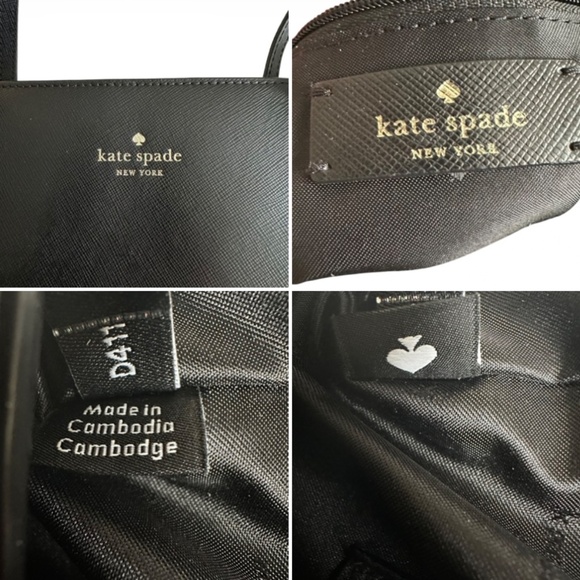 kate spade
NEW YORK
kate spade
NEW YORK
D411
Made in
Cambodia
Cambodge